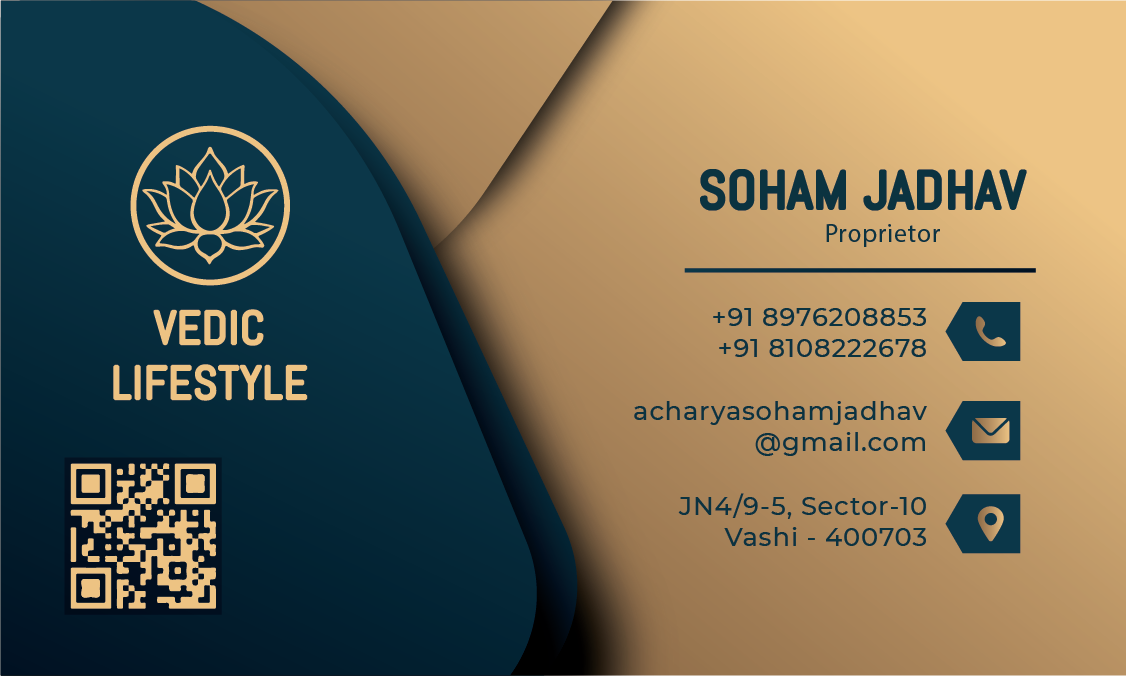 VEDIC
LIFESTYLE
SOHAM JADHAV
Proprietor
+91 8976208853
+91 8108222678
acharyasohamjadhav
@gmail.com
JN4/9-5, Sector-10
Vashi - 400703